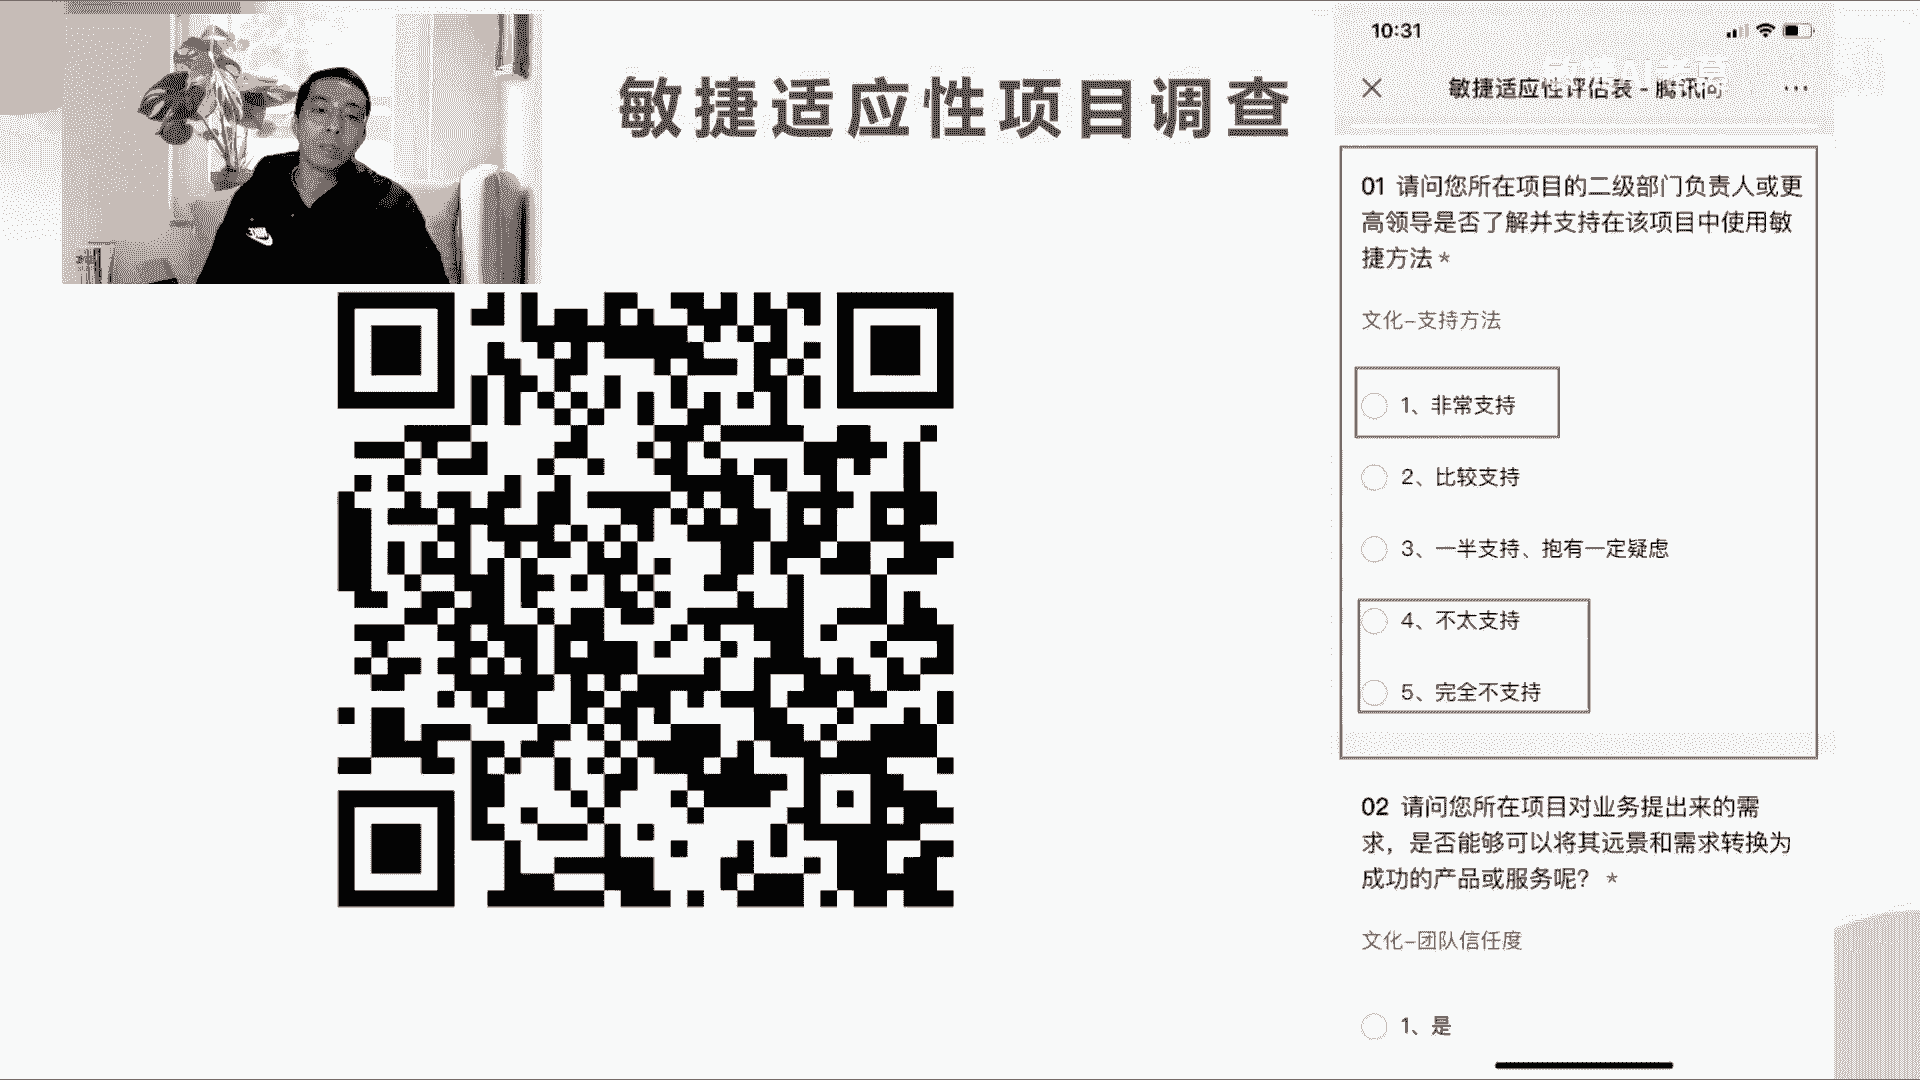 敏捷适应性项目调查
10:31
敏捷适应性评估表 - 腾讯问
01 请问您所在项目的二级部门负责人或更
高领导是否了解并支持在该项目中使用敏
捷方法 *
文化-支持方法
1、非常支持
2、比较支持
3、一半支持、抱有一定疑虑
4、不太支持
5、完全不支持
02 请问您所在项目对业务提出来的需
求，是否能够可以将其远景和需求转换为
成功的产品或服务呢？ *
文化-团队信任度
1、是